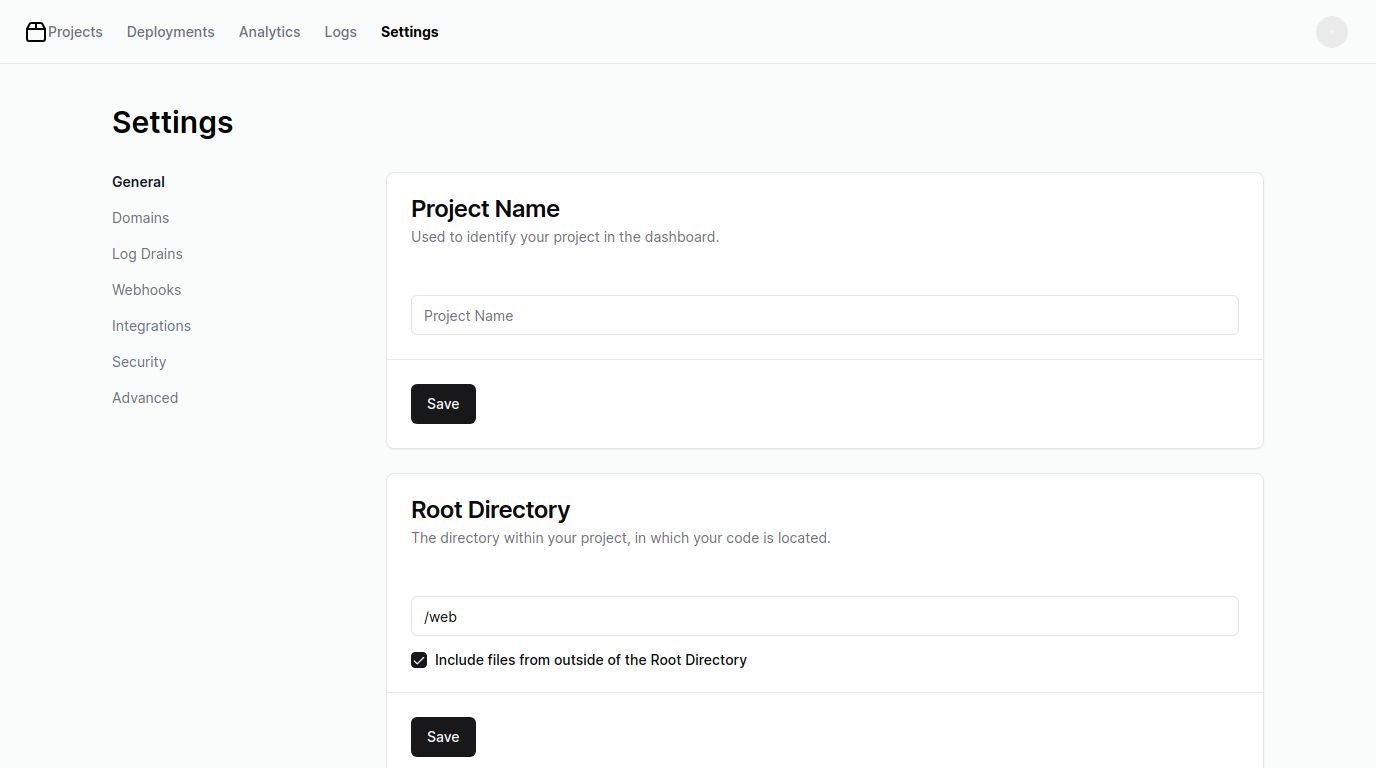 Projects Deployments Analytics Logs Settings
Settings
General
Domains
Log Drains
Webhooks
Integrations
Security
Advanced
Project Name
Used to identify your project in the dashboard.
Project Name
Save
Root Directory
The directory within your project, in which your code is located.
/web
Include files from outside of the Root Directory
Save